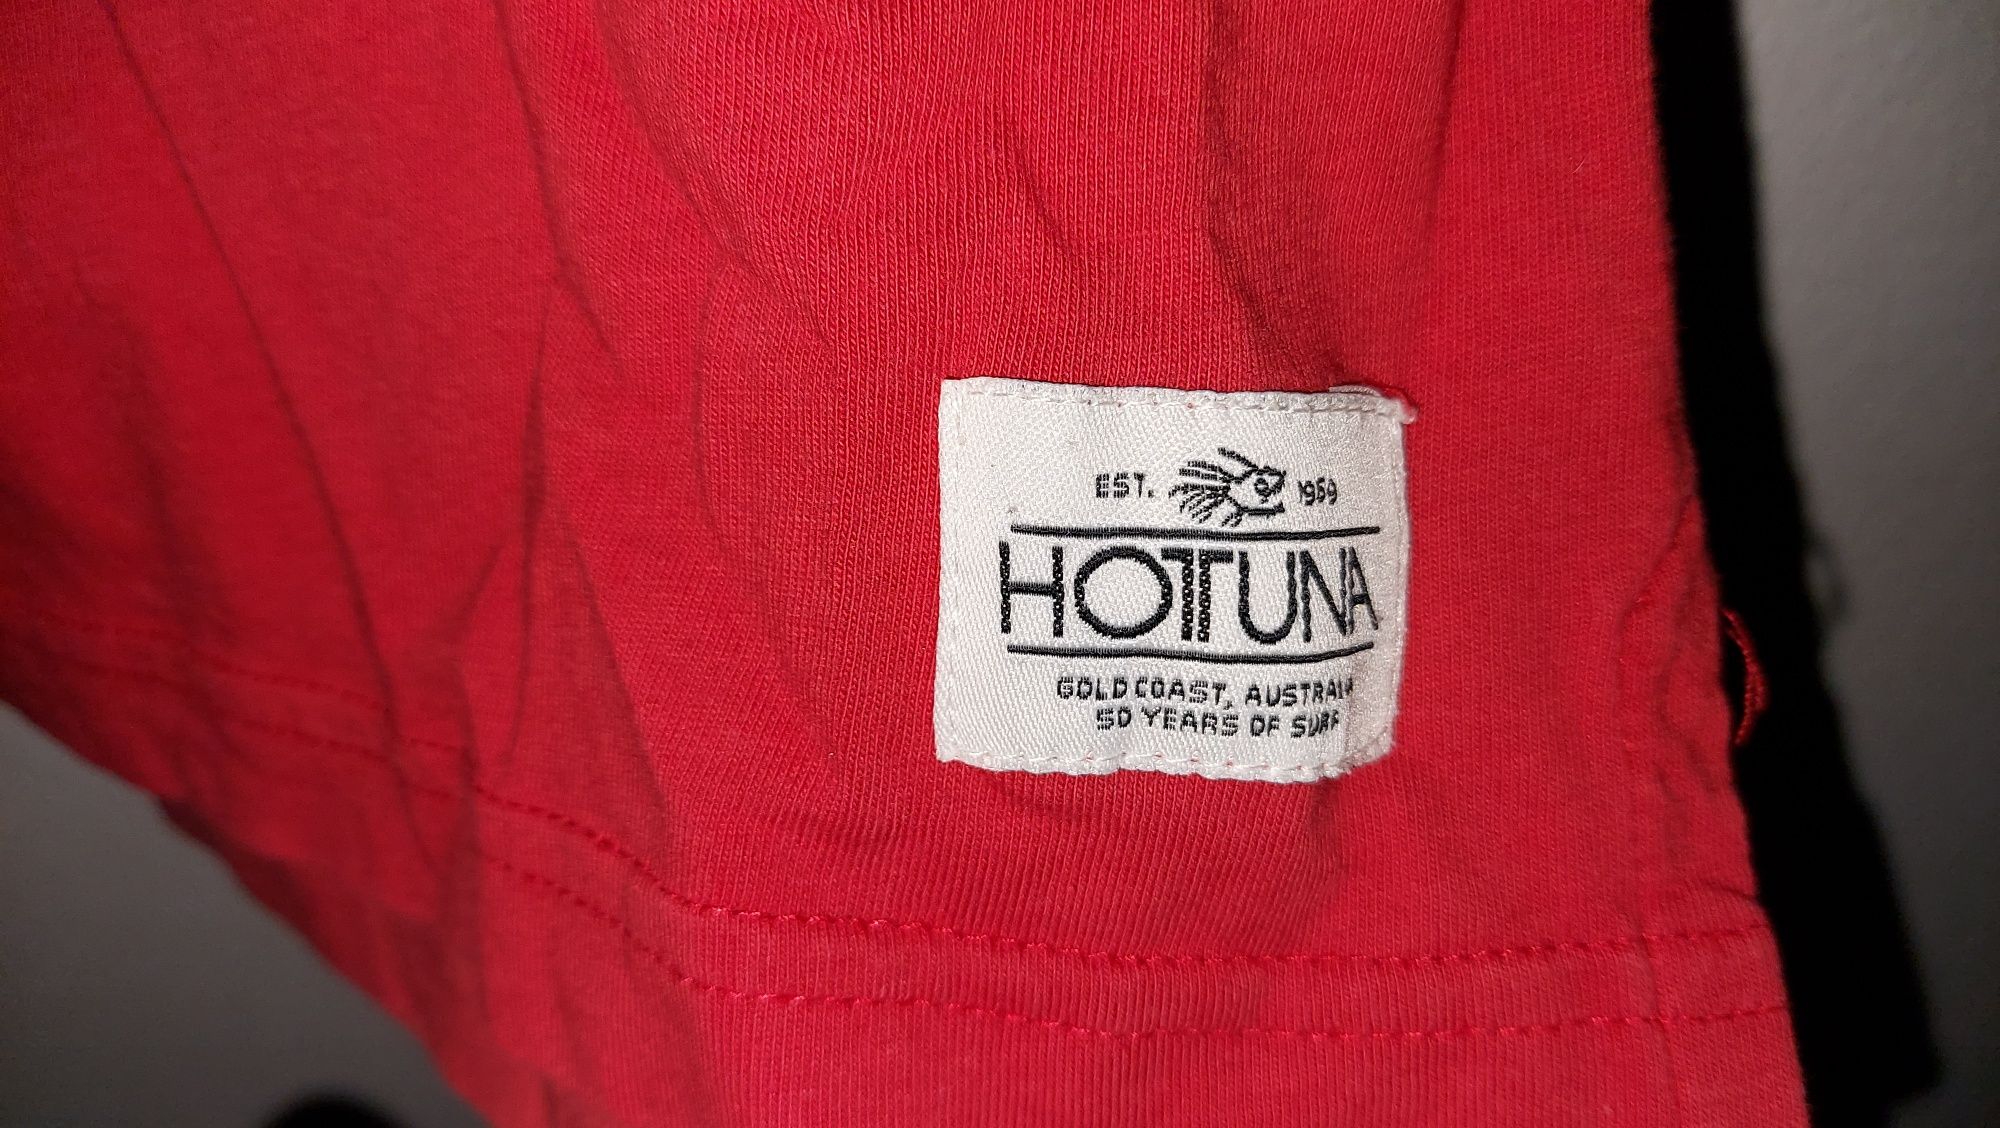 EST. 1969
HOTTUNA
GOLD COAST, AUSTRALIA
50 YEARS OF SURF